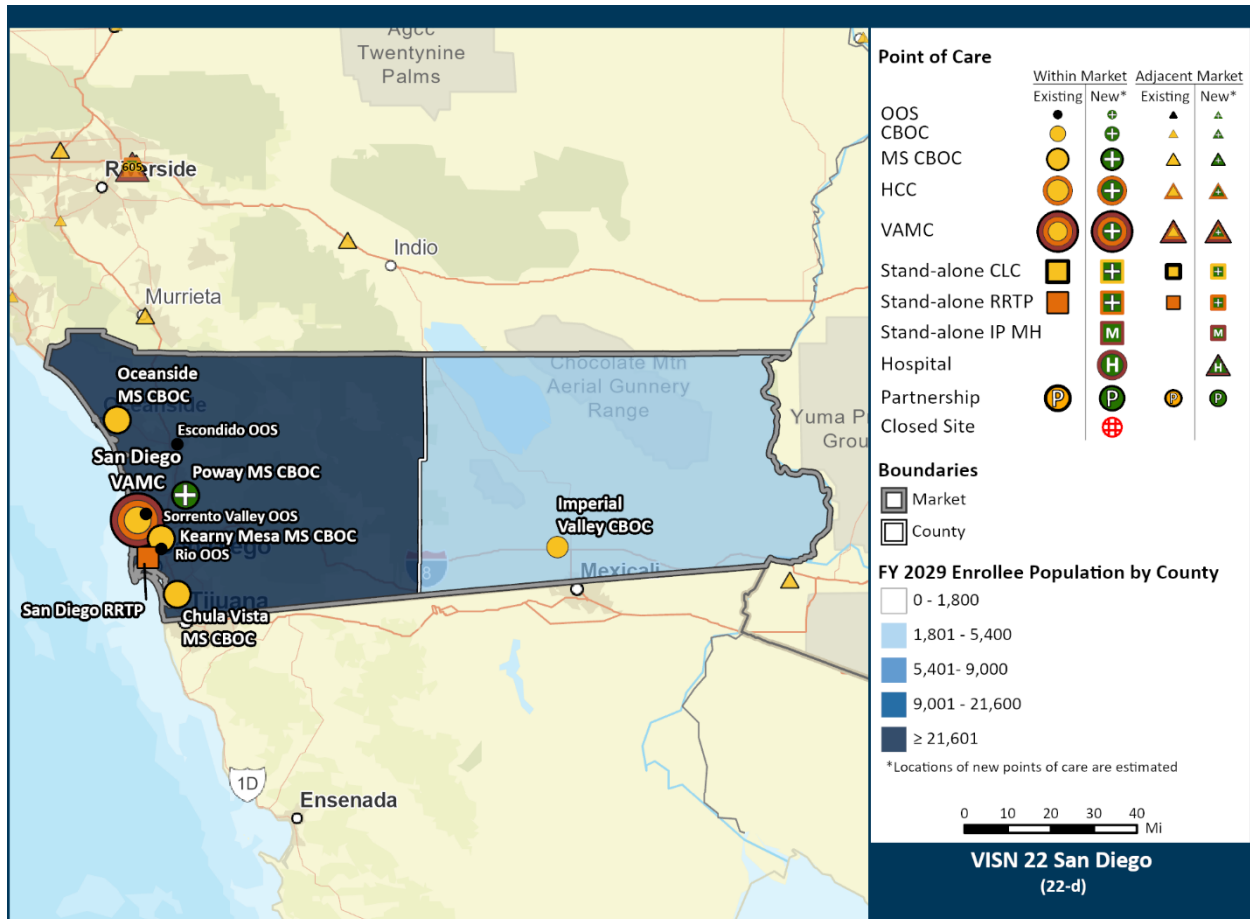 Agcc
Twentynine
Palms
605
Riverside
Indio
Murrieta
Chocolate Mtn
Aerial Gunnery
Range
Yuma Pr
Grou
Oceanside
MS CBOC
Oceanside
Escondido OOS
San Diego
VAMC
Poway MS CBOC
Sorrento Valley OOS
Kearny Mesa MS CBOC
Rio OOS
Imperial
Valley CBOC
8
Mexicali
San Diego RRTP
Tijuana
Chula Vista
MS CBOC
1D
Ensenada
Point of Care
Within Market Adjacent Market
Existing New* Existing New*
OOS
CBOC
MS CBOC
HCC
VAMC
Stand-alone CLC
Stand-alone RRTP
Stand-alone IP MH M M
Hospital H H
Partnership P P P P
Closed Site
Boundaries
Market
County
FY 2029 Enrollee Population by County
0 - 1,800
1,801 - 5,400
5,401- 9,000
9,001 - 21,600
≥ 21,601
*Locations of new points of care are estimated
0 10 20 30 40
Mi
VISN 22 San Diego
(22-d)